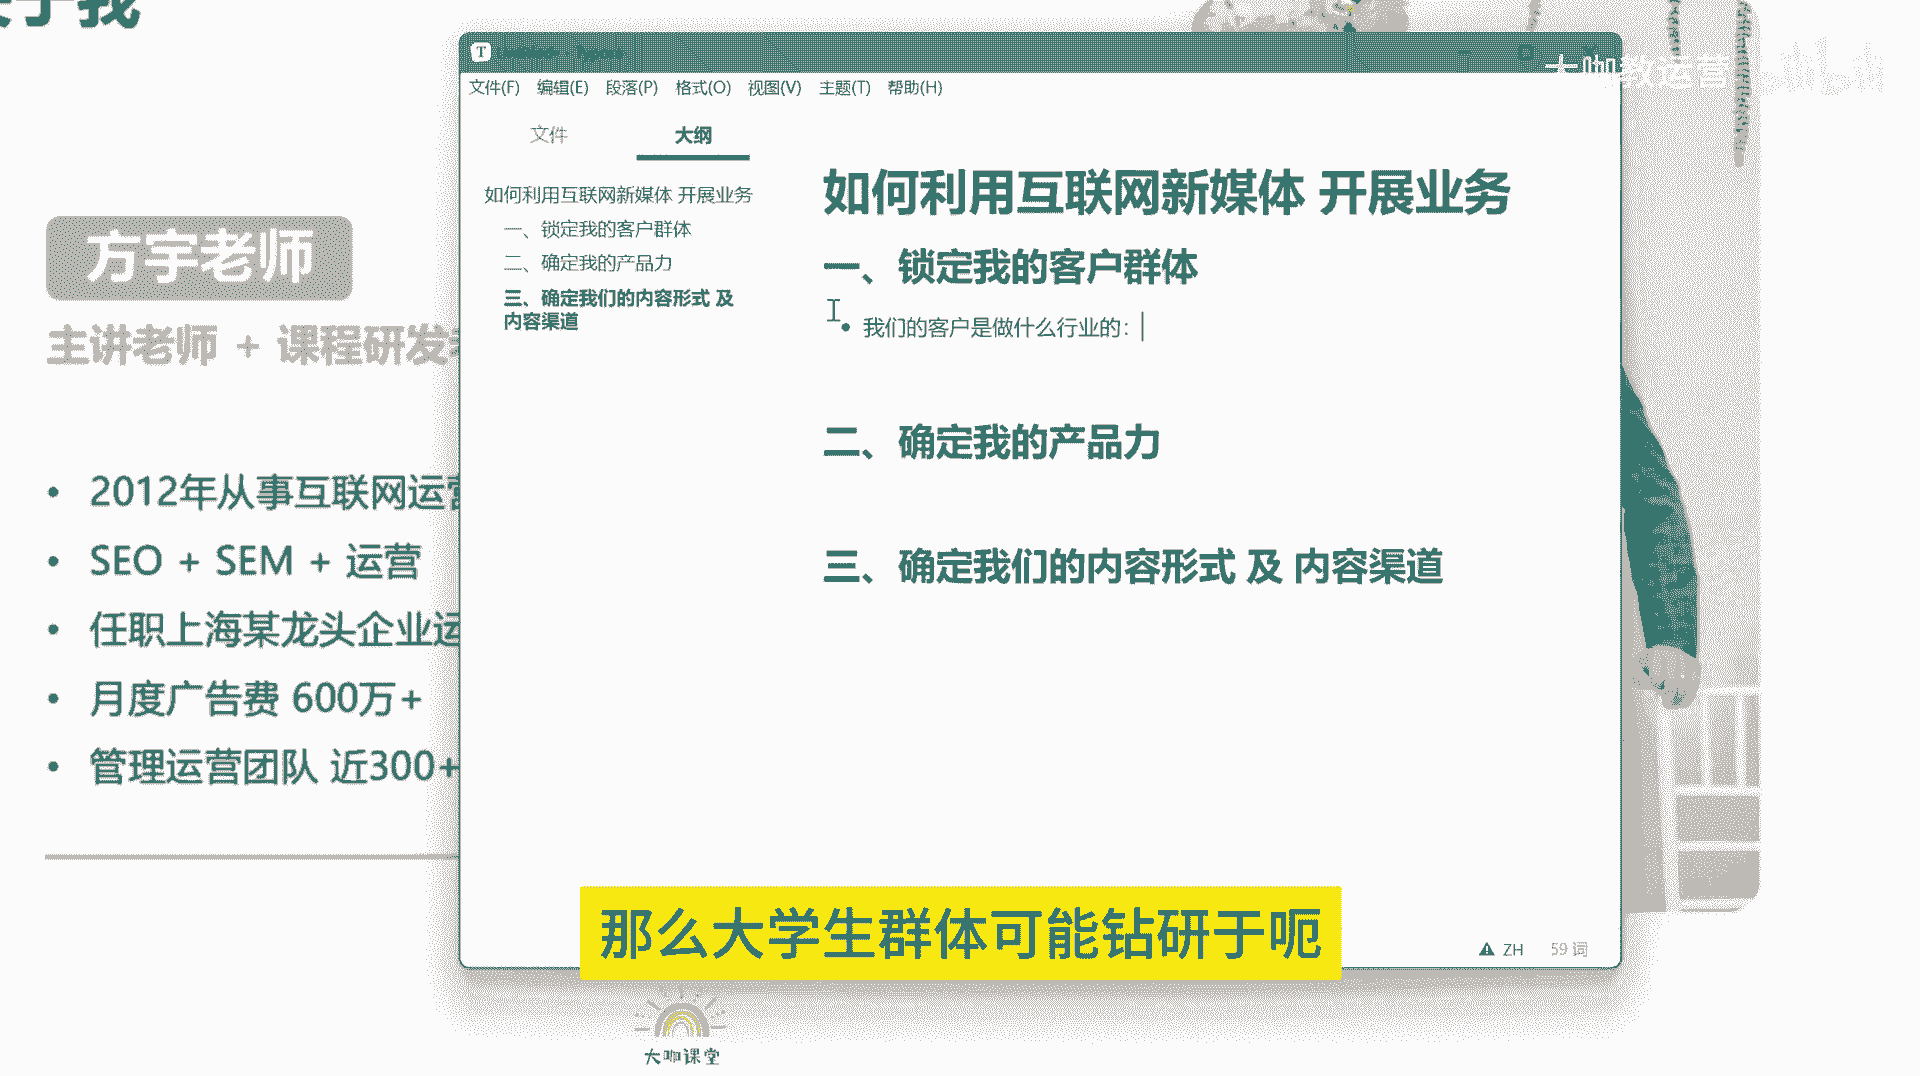 于我
方宇老师
主讲老师 + 课程研发
2012年从事互联网运营
SEO + SEM + 运营
任职上海某龙头企业运
月度广告费 600万+
管理运营团队 近300+
T
文件(F) 编辑(E) 段落(P) 格式(O) 视图(V) 主题(T) 帮助(H)
文件 大纲
如何利用互联网新媒体 开展业务
一、锁定我的客户群体
二、确定我的产品力
三、确定我们的内容形式 及
内容渠道
如何利用互联网新媒体 开展业务
一、锁定我的客户群体
我们的客户是做什么行业的：
二、确定我的产品力
三、确定我们的内容形式 及 内容渠道
ZH 59 词
大咖教运营 bilibili
那么大学生群体可能钻研于呃
大咖课堂